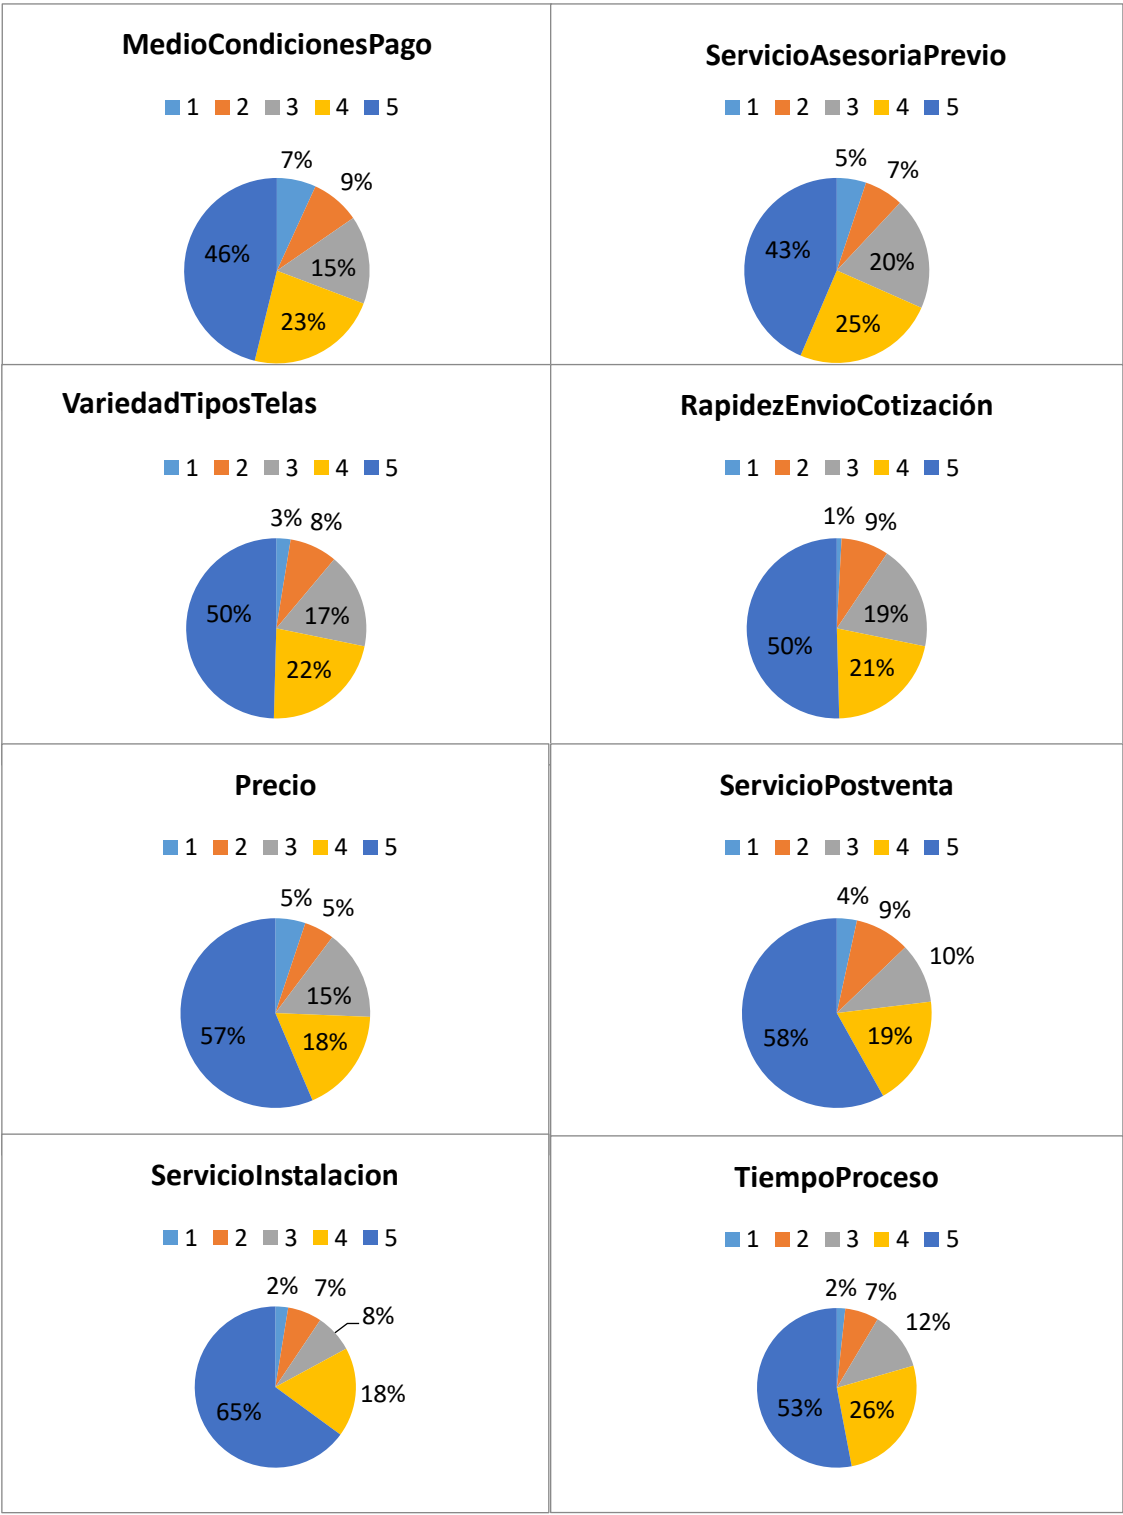 MedioCondicionesPago
1 2 3 4 5
7%
9%
15%
23%
46%
ServicioAsesoriaPrevio
1 2 3 4 5
5%
7%
20%
25%
43%
VariedadTiposTelas
1 2 3 4 5
3% 8%
17%
22%
50%
RapidezEnvioCotización
1 2 3 4 5
1% 9%
19%
21%
50%
Precio
1 2 3 4 5
5%
5%
15%
18%
57%
ServicioPostventa
1 2 3 4 5
4%
9%
10%
19%
58%
ServicioInstalacion
1 2 3 4 5
2% 7%
8%
18%
65%
TiempoProceso
1 2 3 4 5
2% 7%
12%
26%
53%